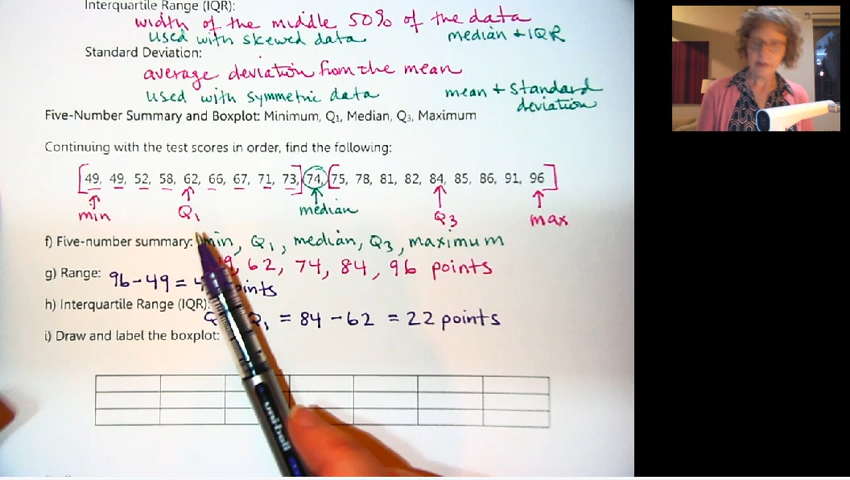 Interquartile Range (IQR):
width of the middle 50% of the data
used with skewed data median + IQR
Standard Deviation:
average deviation from the mean
used with symmetric data mean + standard deviation
Five-Number Summary and Boxplot: Minimum, Q₁, Median, Q₃, Maximum
Continuing with the test scores in order, find the following:
[49, 49, 52, 58, 62, 66, 67, 71, 73,] 74, [75, 78, 81, 82, 84, 85, 86, 91, 96]
min Q₁ median Q₃ max
f) Five-number summary: min, Q₁, median, Q₃, maximum
62, 74, 84, 96 points
g) Range: 96-49 =
h) Interquartile Range (IQR):
= 84 - 62 = 22 points
i) Draw and label the boxplot:
uniball